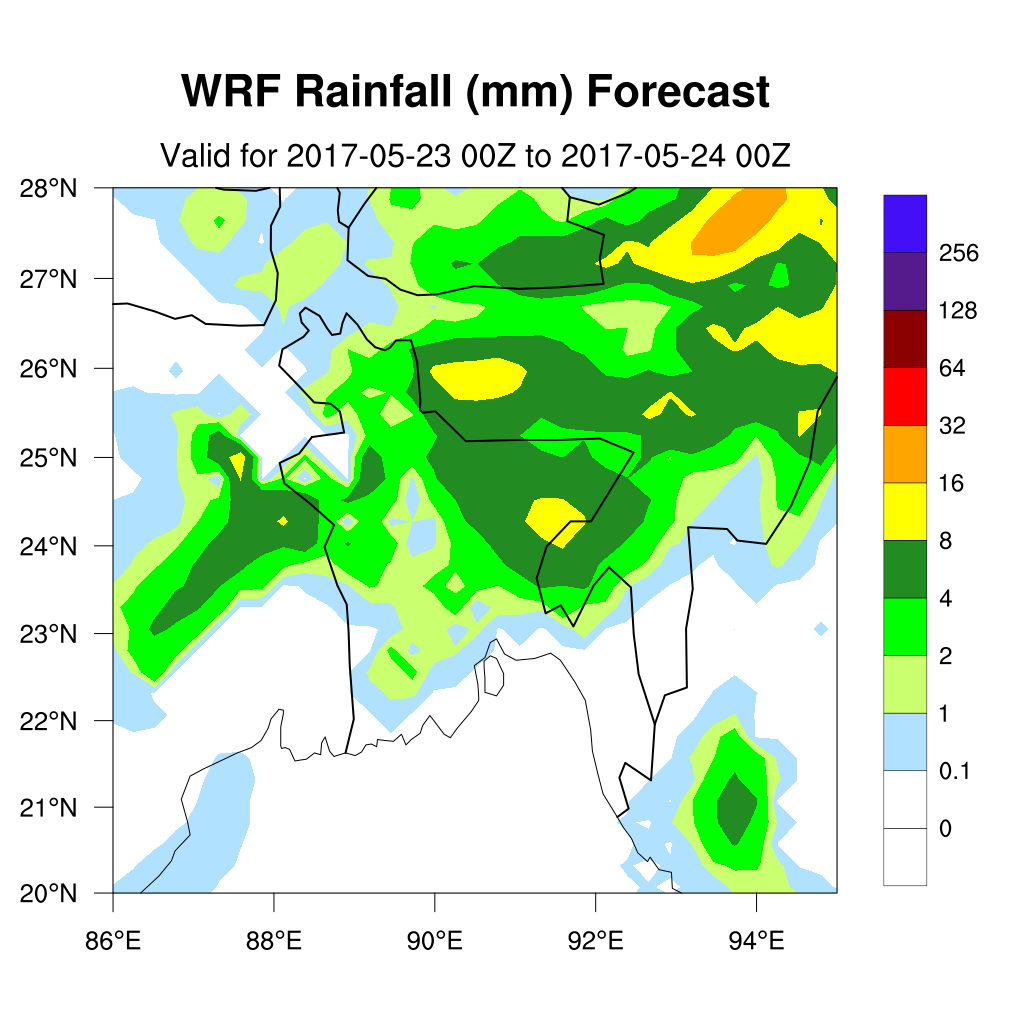 WRF Rainfall (mm) Forecast
Valid for 2017-05-23 00Z to 2017-05-24 00Z
28°N
27°N
26°N
25°N
24°N
23°N
22°N
21°N
20°N
86°E 88°E 90°E 92°E 94°E
256
128
64
32
16
8
4
2
1
0.1
0